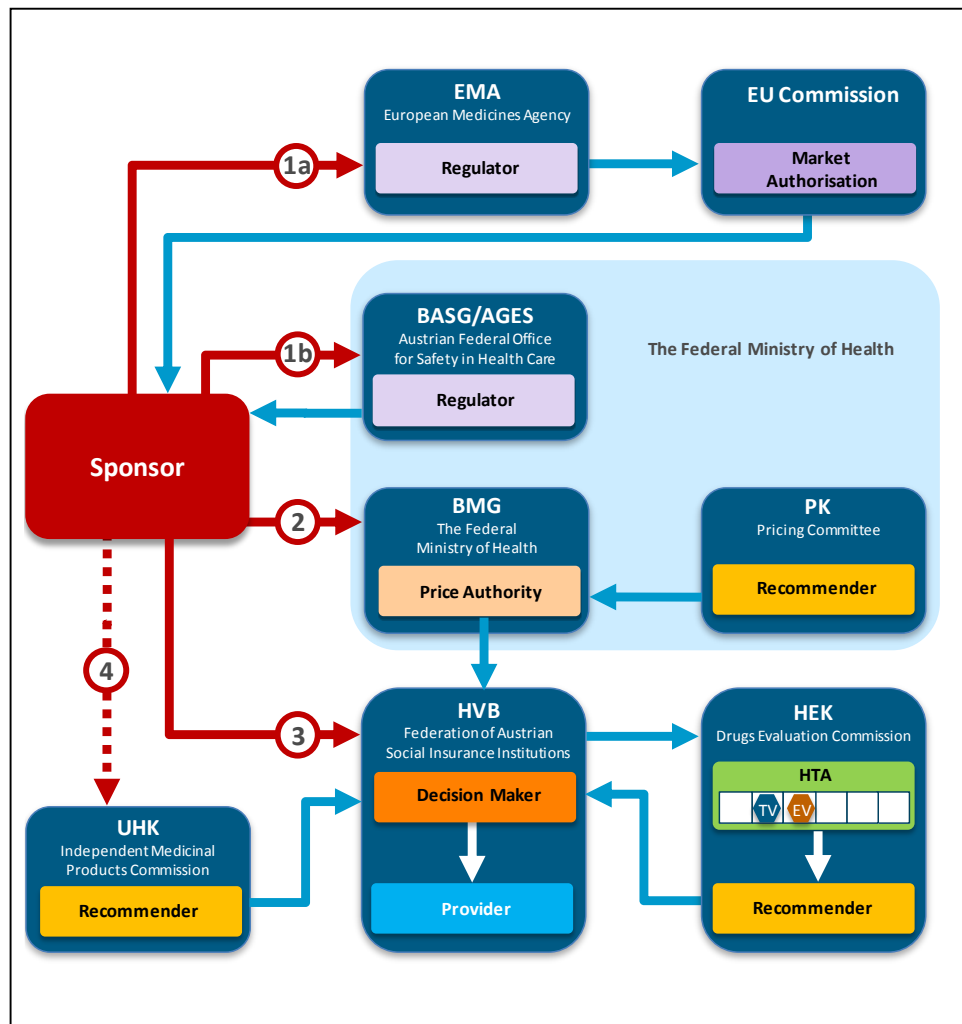 EMA
European Medicines Agency
Regulator
EU Commission
Market
Authorisation
1a
BASG/AGES
Austrian Federal Office
for Safety in Health Care
Regulator
The Federal Ministry of Health
1b
Sponsor
2
BMG
The Federal
Ministry of Health
Price Authority
PK
Pricing Committee
Recommender
4
3
HVB
Federation of Austrian
Social Insurance Institutions
Decision Maker
Provider
HEK
Drugs Evaluation Commission
HTA
TV
EV
Recommender
UHK
Independent Medicinal
Products Commission
Recommender